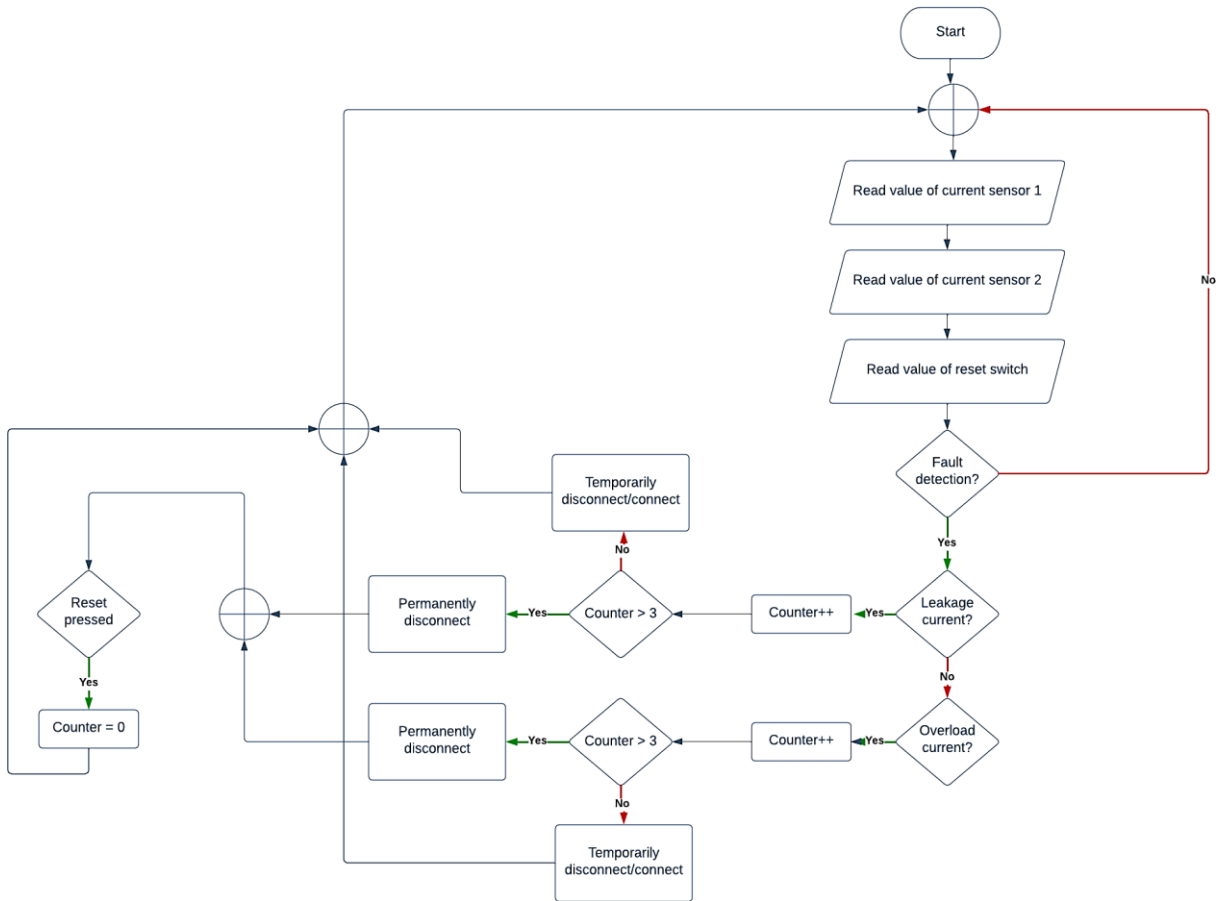 Start
Read value of current sensor 1
Read value of current sensor 2
No
Read value of reset switch
Fault
detection?
Yes
Temporarily
disconnect/connect
No
Leakage
current?
Yes
Counter++
Counter > 3
Yes
Permanently
disconnect
Reset
pressed
Yes
Counter = 0
No
Overload
current?
Yes
Counter++
Counter > 3
Yes
Permanently
disconnect
No
Temporarily
disconnect/connect